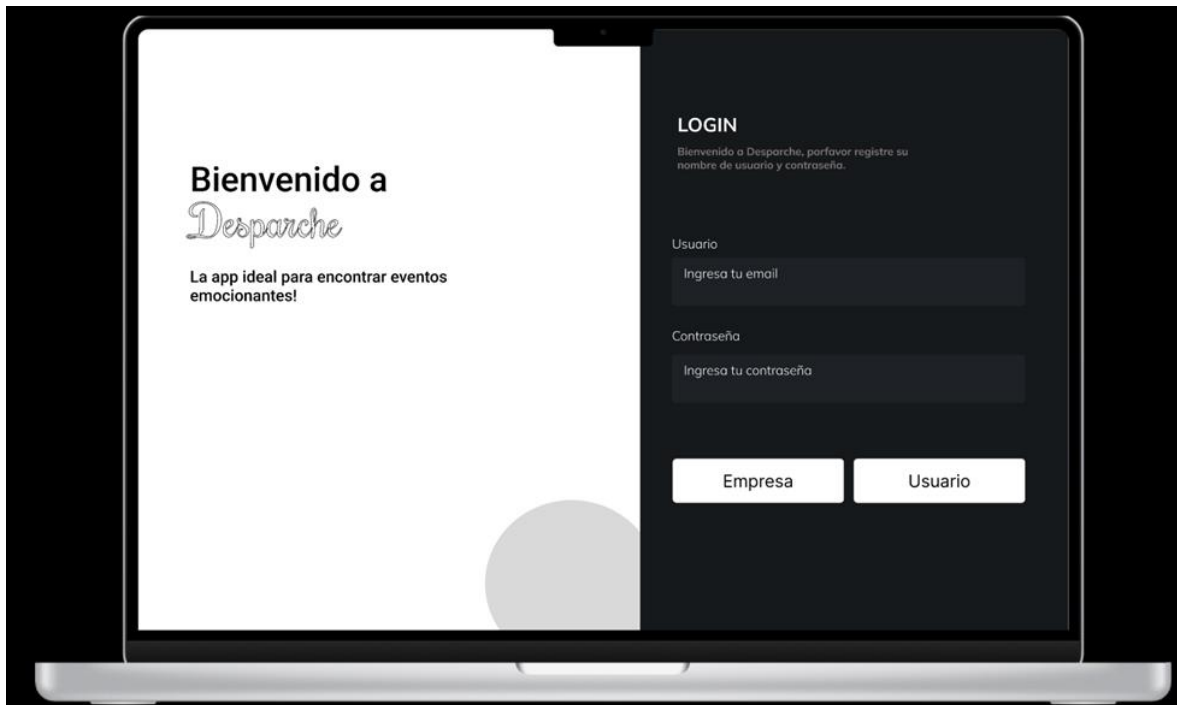 Bienvenido a
Desparche
La app ideal para encontrar eventos
emocionantes!
LOGIN
Bienvenido a Desparche, porfavor registre su
nombre de usuario y contraseña.
Usuario
Ingresa tu email
Contraseña
Ingresa tu contraseña
Empresa
Usuario